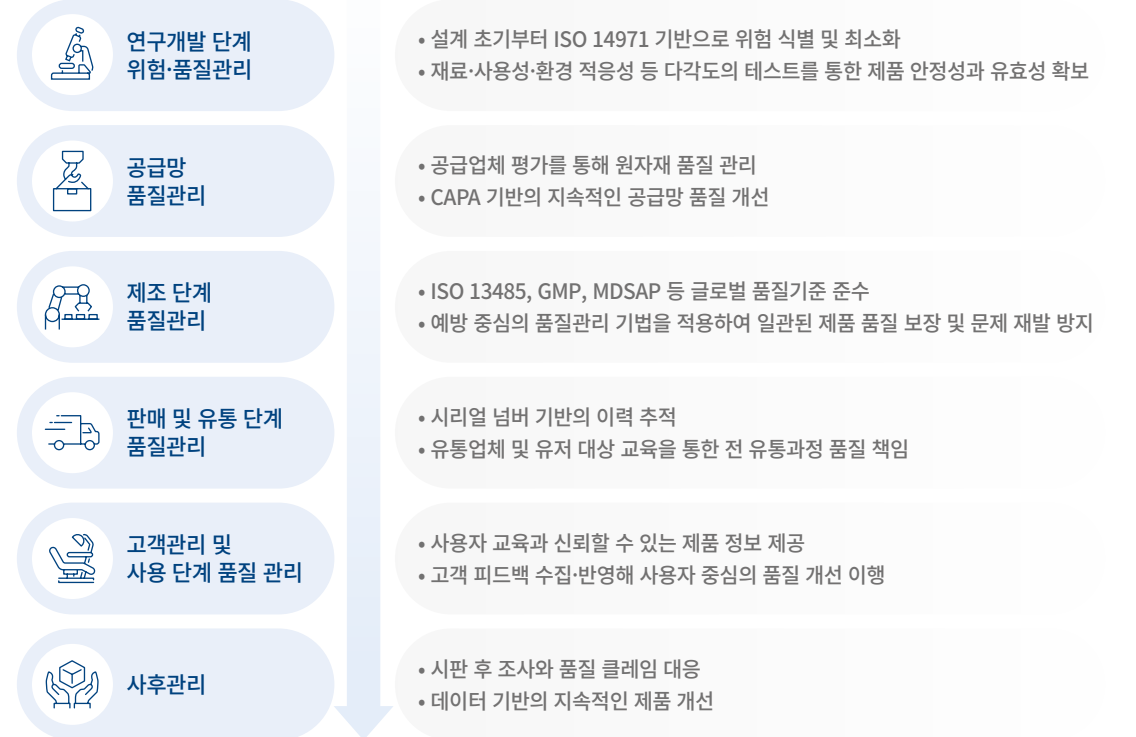 연구개발 단계
위험·품질관리
• 설계 초기부터 ISO 14971 기반으로 위험 식별 및 최소화
• 재료·사용성·환경 적응성 등 다각도의 테스트를 통한 제품 안정성과 유효성 확보
공급망
품질관리
• 공급업체 평가를 통해 원자재 품질 관리
• CAPA 기반의 지속적인 공급망 품질 개선
제조 단계
품질관리
• ISO 13485, GMP, MDSAP 등 글로벌 품질기준 준수
• 예방 중심의 품질관리 기법을 적용하여 일관된 제품 품질 보장 및 문제 재발 방지
판매 및 유통 단계
품질관리
• 시리얼 넘버 기반의 이력 추적
• 유통업체 및 유저 대상 교육을 통한 전 유통과정 품질 책임
고객관리 및
사용 단계 품질 관리
• 사용자 교육과 신뢰할 수 있는 제품 정보 제공
• 고객 피드백 수집·반영해 사용자 중심의 품질 개선 이행
사후관리
• 시판 후 조사와 품질 클레임 대응
• 데이터 기반의 지속적인 제품 개선